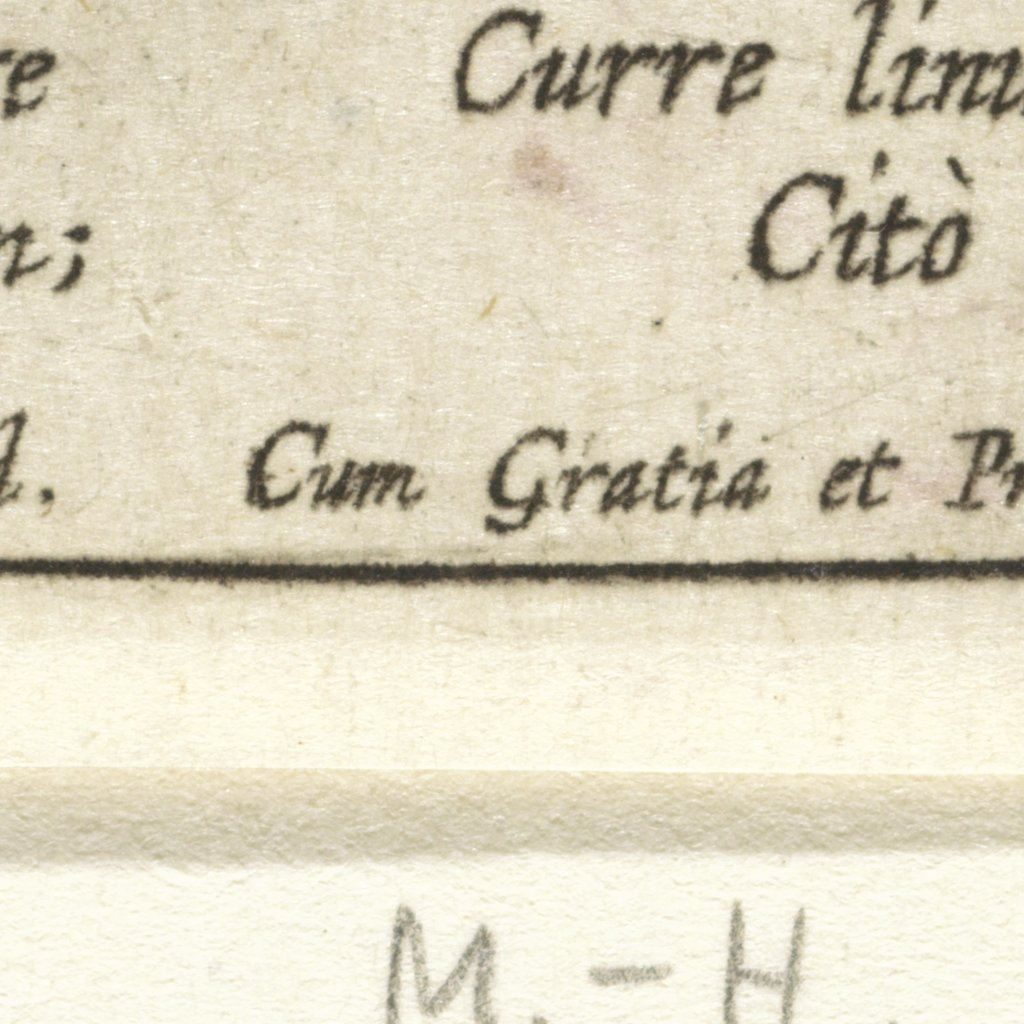 Curre
Citò
n;
Cum Gratia et
M. - H.